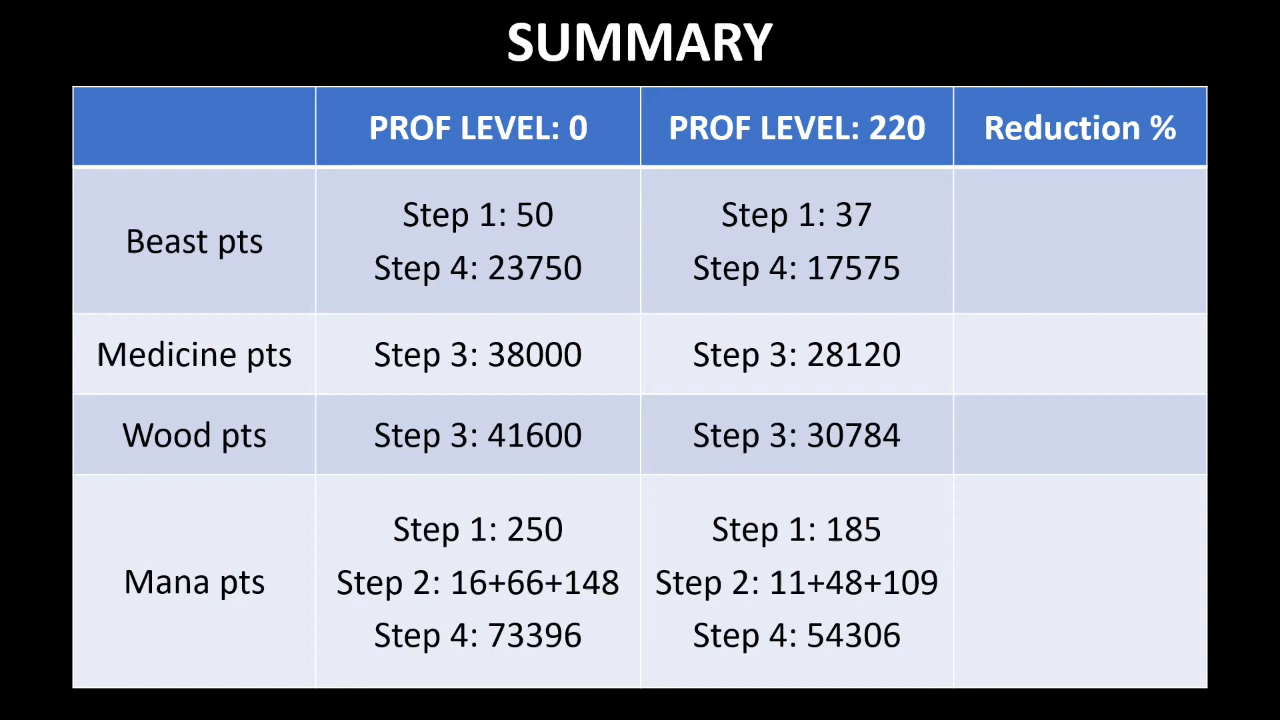 SUMMARY
PROF LEVEL: 0
PROF LEVEL: 220
Reduction %
Beast pts
Step 1: 50
Step 4: 23750
Step 1: 37
Step 4: 17575
Medicine pts
Step 3: 38000
Step 3: 28120
Wood pts
Step 3: 41600
Step 3: 30784
Mana pts
Step 1: 250
Step 2: 16+66+148
Step 4: 73396
Step 1: 185
Step 2: 11+48+109
Step 4: 54306